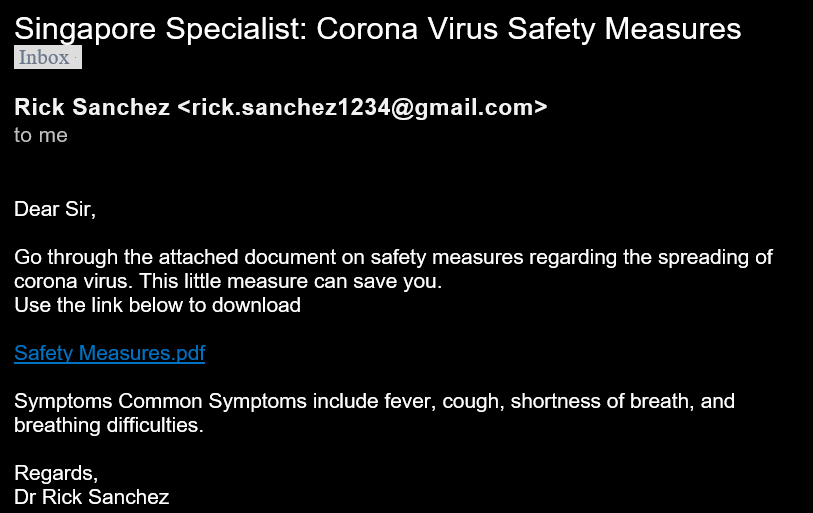 Singapore Specialist: Corona Virus Safety Measures
Inbox
Rick Sanchez <rick.sanchez1234@gmail.com>
to me
Dear Sir,
Go through the attached document on safety measures regarding the spreading of
corona virus. This little measure can save you.
Use the link below to download
Safety Measures.pdf
Symptoms Common Symptoms include fever, cough, shortness of breath, and
breathing difficulties.
Regards,
Dr Rick Sanchez